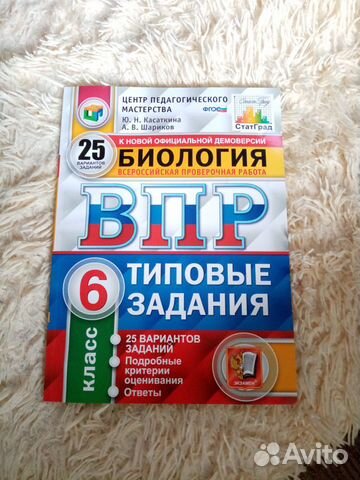 ЦЕНТР ПЕДАГОГИЧЕСКОГО
МАСТЕРСТВА
Ю. Н. Касаткина
А. В. Шариков
ФГОС
СтатГрад
К НОВОЙ ОФИЦИАЛЬНОЙ ДЕМОВЕРСИИ
25
ВАРИАНТОВ
ЗАДАНИЙ
БИОЛОГИЯ
ВСЕРОССИЙСКАЯ ПРОВЕРОЧНАЯ РАБОТА
ВПР
6
класс
ТИПОВЫЕ
ЗАДАНИЯ
25 ВАРИАНТОВ
ЗАДАНИЙ
Подробные
критерии
оценивания
Ответы
ЭКЗАМЕН
Avito